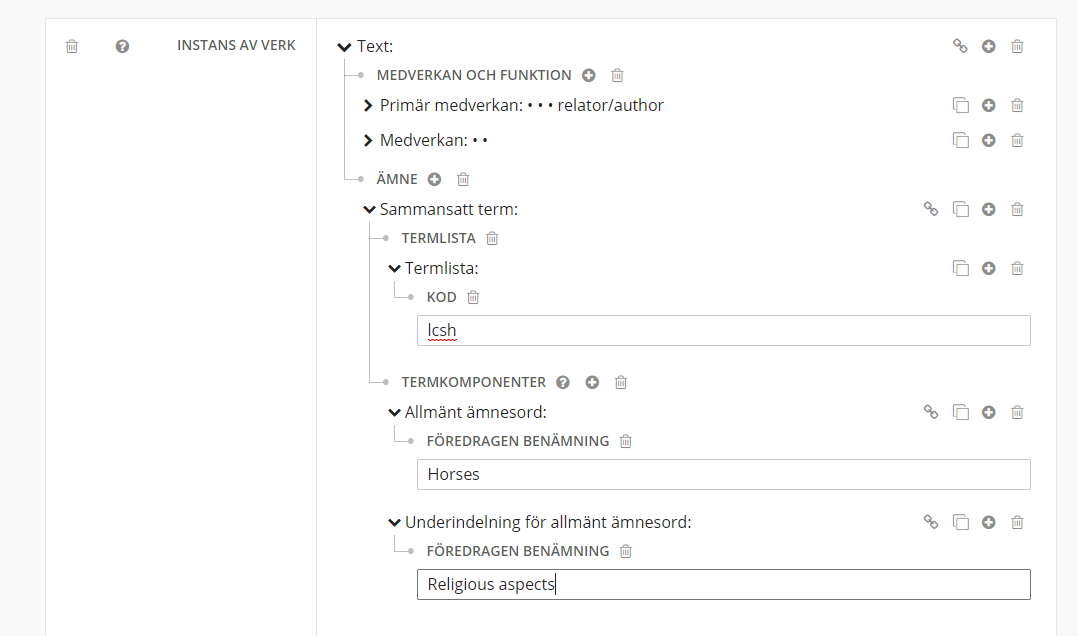 INSTANS AV VERK
Text:
MEDVERKAN OCH FUNKTION
Primär medverkan: • • • relator/author
Medverkan: • •
ÄMNE
Sammansatt term:
TERMLISTA
Termlista:
KOD
lcsh
TERMKOMPONENTER
Allmänt ämnesord:
FÖREDRAGEN BENÄMNING
Horses
Underindelning för allmänt ämnesord:
FÖREDRAGEN BENÄMNING
Religious aspects